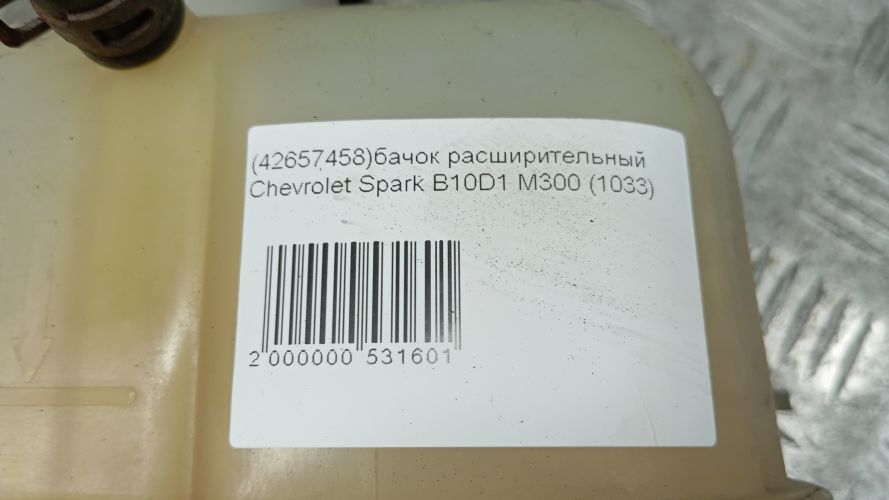 (42657458)бачок расширительный
Chevrolet Spark B10D1 M300 (1033)
2 000000 531601